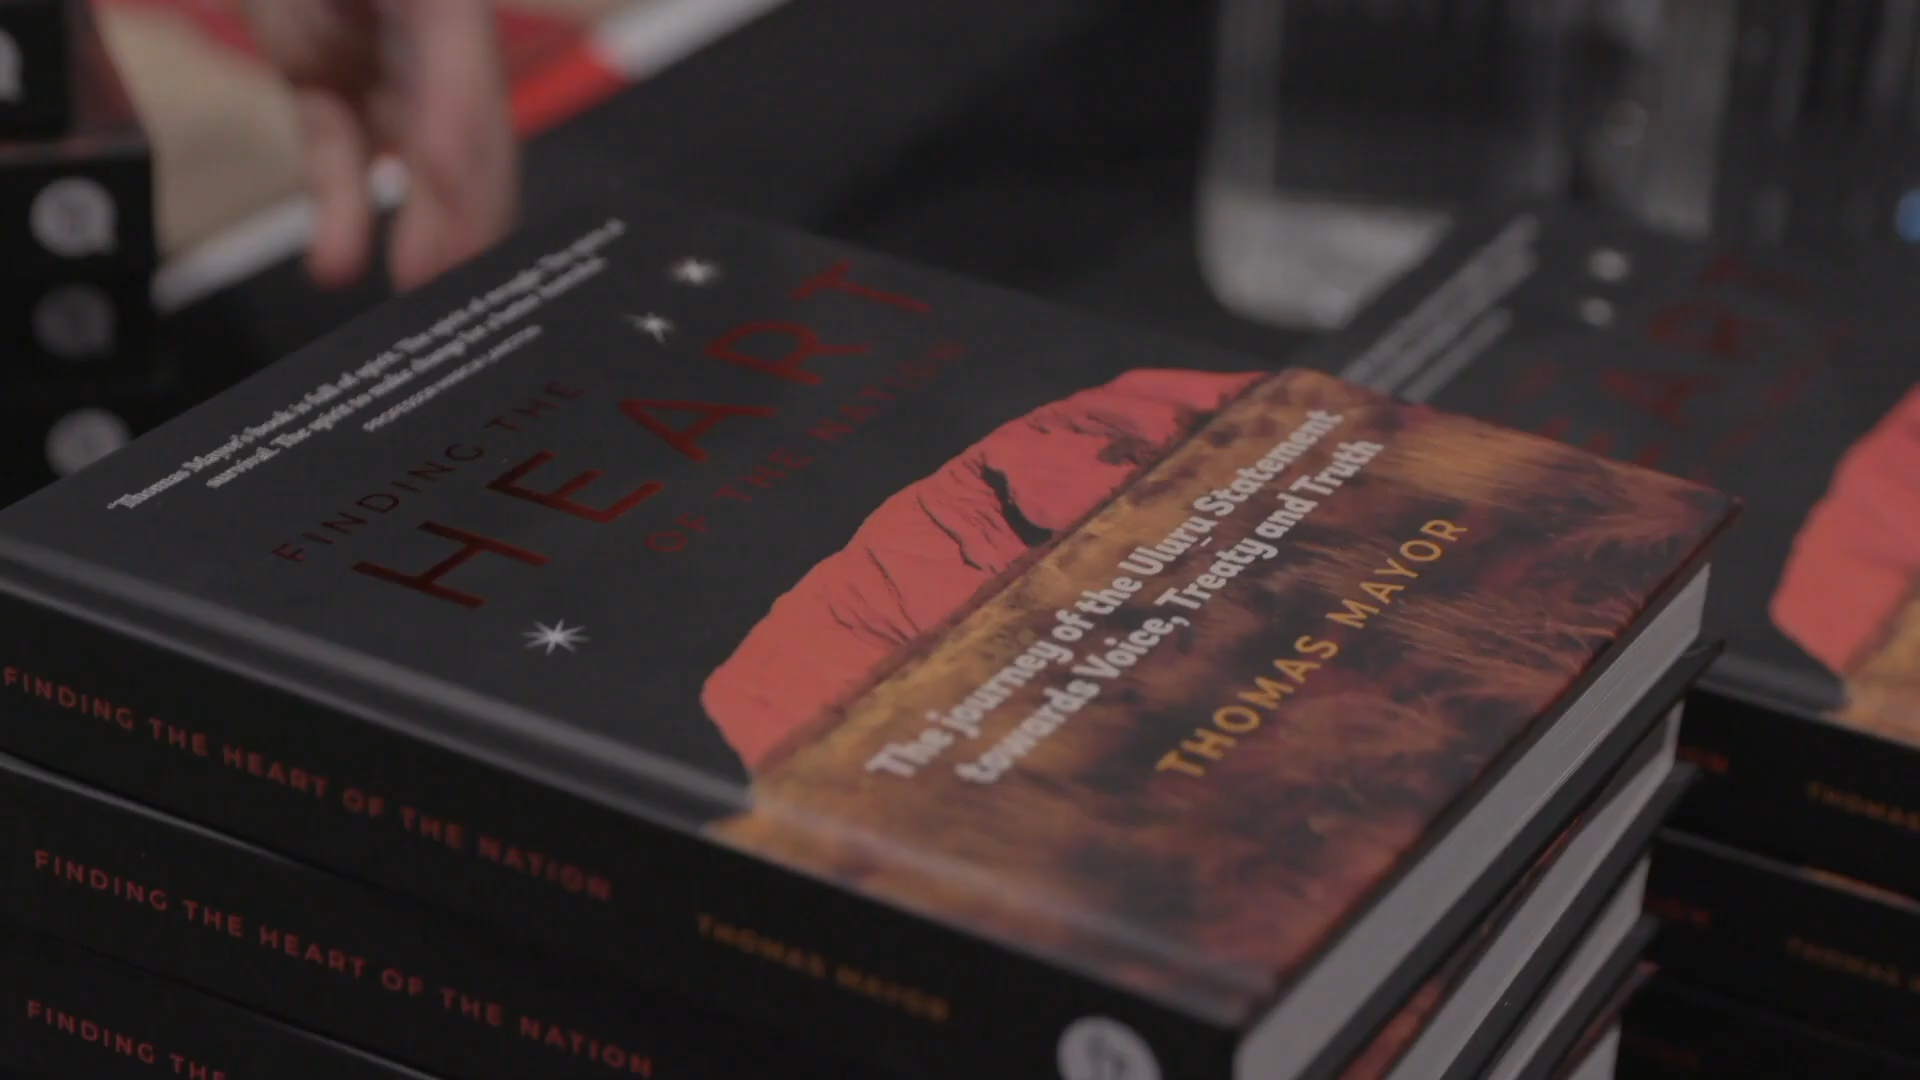 "Thomas Mayor's book is full of spirit. The spirit of struggle. The spirit of
survival. The spirit to make change for a better Australia"
FINDING THE
HEART
OF THE NATION
The journey of the Uluṟu Statement
towards Voice, Treaty and Truth
THOMAS MAYOR
FINDING THE HEART OF THE NATION THOMAS MAYOR
FINDING THE HEART OF THE NATION
FINDING THE
THOMAS
THOMAS